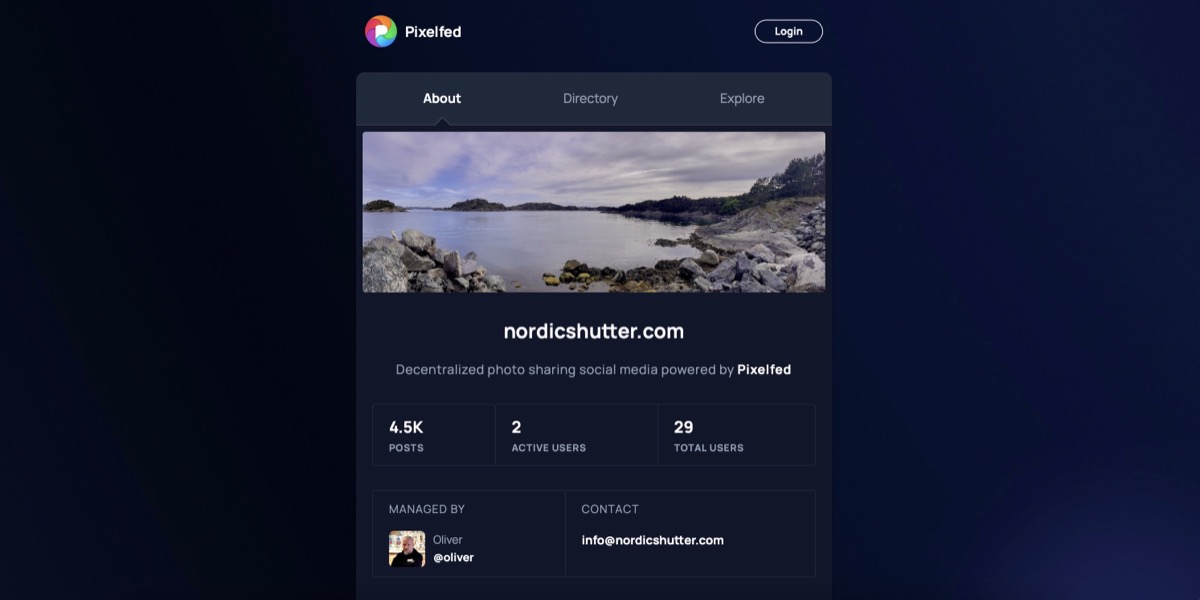 Pixelfed
Login
About
Directory
Explore
nordicshutter.com
Decentralized photo sharing social media powered by Pixelfed
4.5K
POSTS
2
ACTIVE USERS
29
TOTAL USERS
MANAGED BY
Oliver
@oliver
CONTACT
info@nordicshutter.com